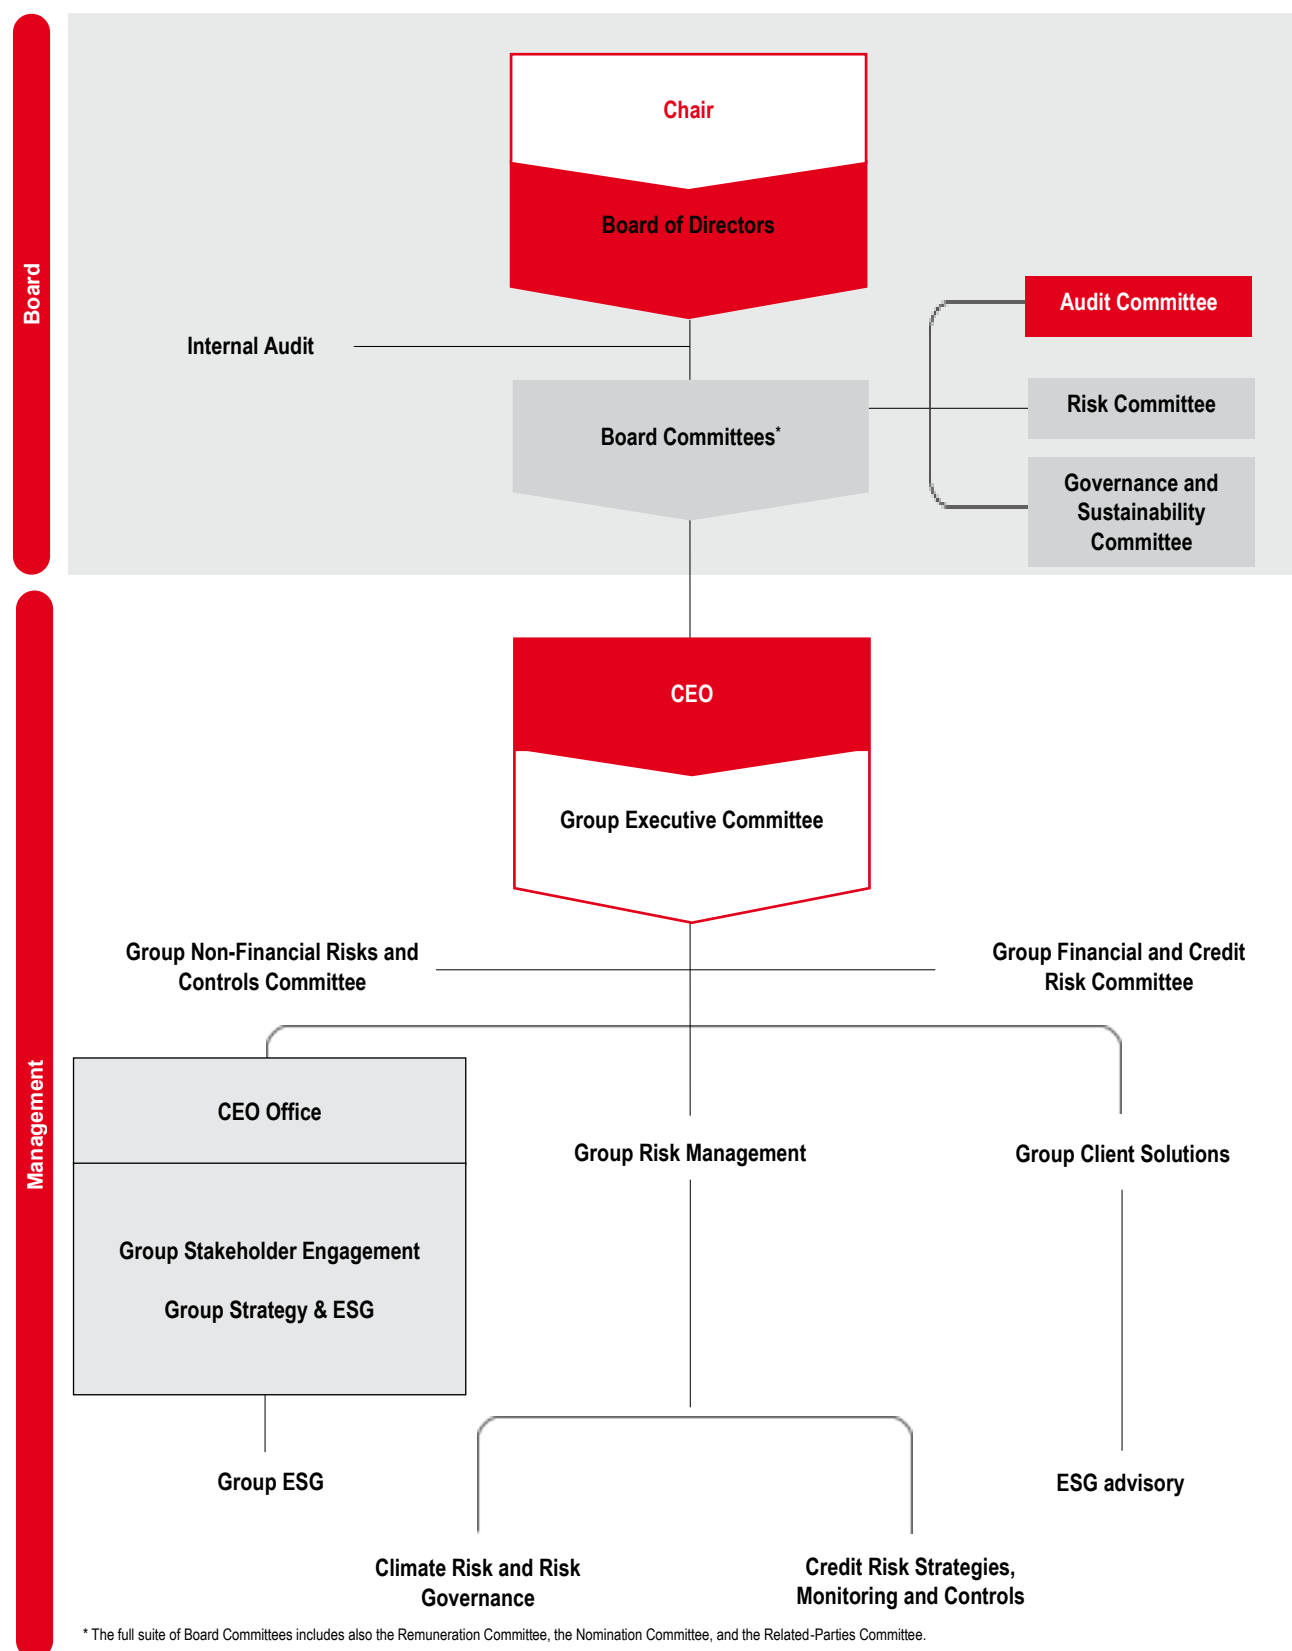 Board
Chair
Board of Directors
Internal Audit
Board Committees*
Audit Committee
Risk Committee
Governance and
Sustainability
Committee
Management
CEO
Group Executive Committee
Group Non-Financial Risks and
Controls Committee
Group Financial and Credit
Risk Committee
CEO Office
Group Stakeholder Engagement
Group Strategy & ESG
Group Risk Management
Group Client Solutions
Group ESG
ESG advisory
Climate Risk and Risk
Governance
Credit Risk Strategies,
Monitoring and Controls
* The full suite of Board Committees includes also the Remuneration Committee, the Nomination Committee, and the Related-Parties Committee.